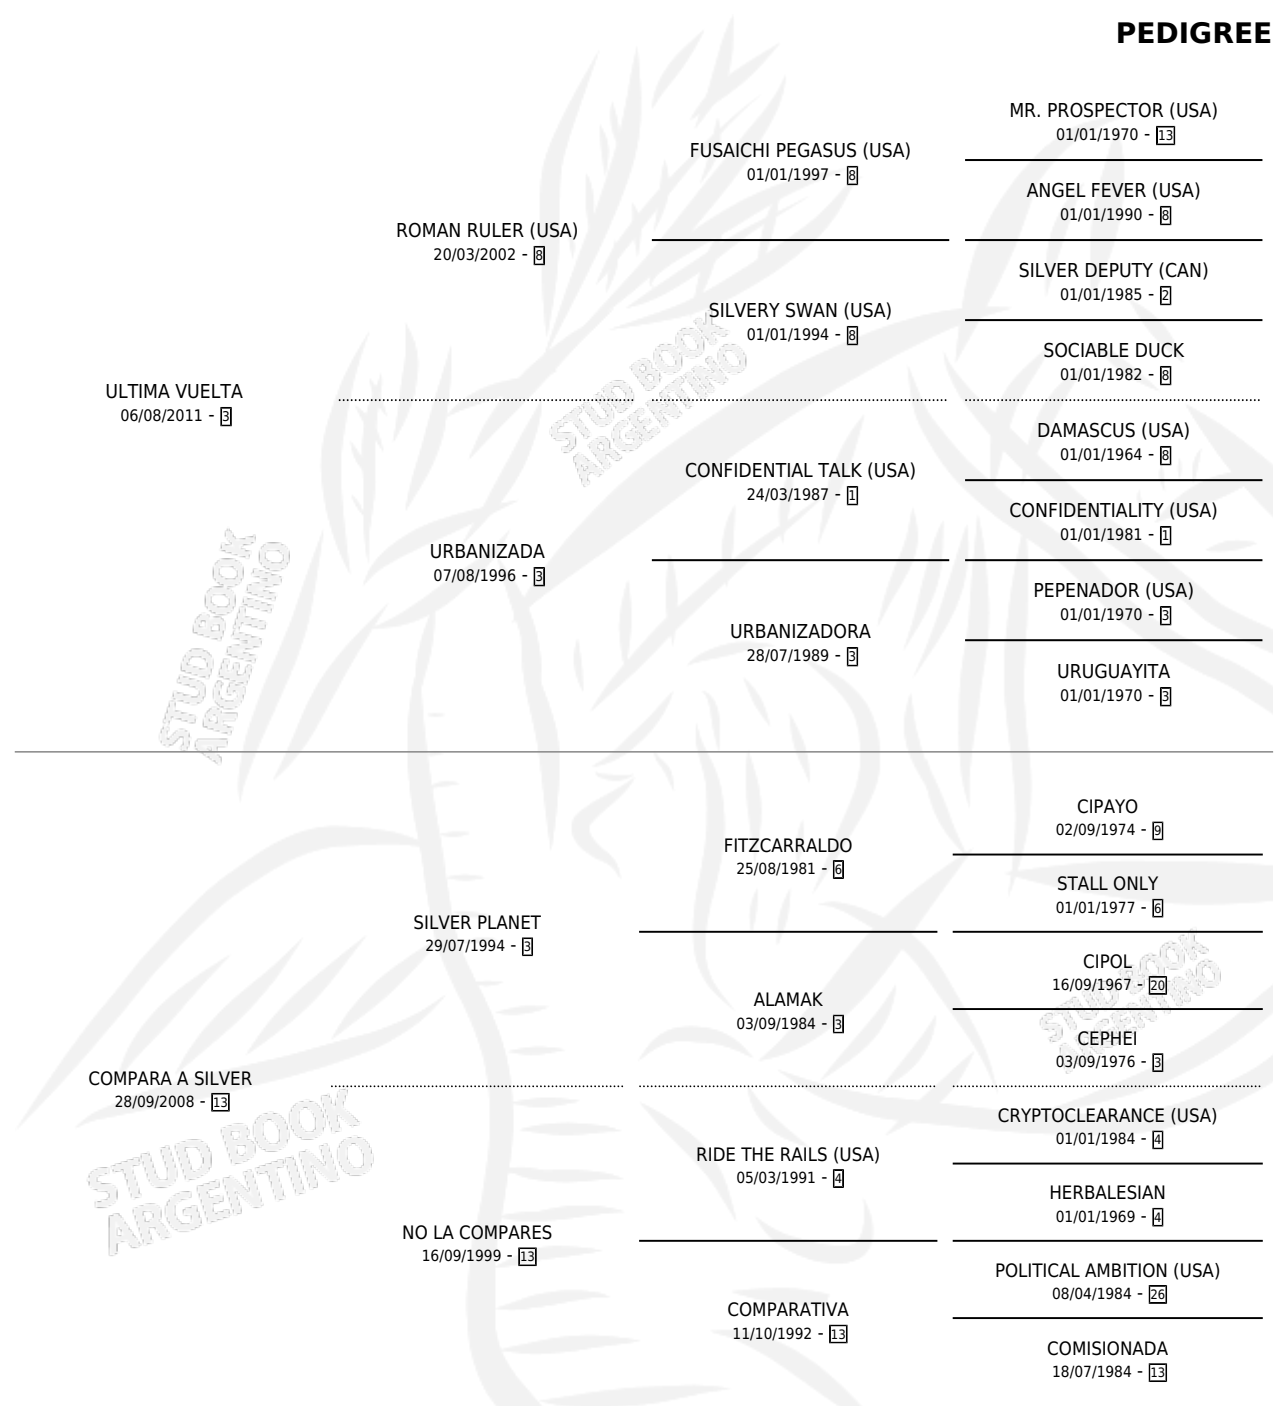 PEDIGREE
MR. PROSPECTOR (USA)
01/01/1970 - 13
FUSAICHI PEGASUS (USA)
01/01/1997 - 8
ANGEL FEVER (USA)
01/01/1990 - 8
ROMAN RULER (USA)
20/03/2002 - 8
SILVER DEPUTY (CAN)
01/01/1985 - 2
SILVERY SWAN (USA)
01/01/1994 - 8
SOCIABLE DUCK
01/01/1982 - 8
ULTIMA VUELTA
06/08/2011 - 3
STUD BOOK
ARGENTINO
DAMASCUS (USA)
01/01/1964 - 8
CONFIDENTIAL TALK (USA)
24/03/1987 - 1
CONFIDENTIALITY (USA)
01/01/1981 - 1
URBANIZADA
07/08/1996 - 3
PEPENADOR (USA)
01/01/1970 - 3
URBANIZADORA
28/07/1989 - 3
URUGUAYITA
01/01/1970 - 3
STUD BOOK
ARGENTINO
CIPAYO
02/09/1974 - 9
FITZCARRALDO
25/08/1981 - 6
STALL ONLY
01/01/1977 - 6
SILVER PLANET
29/07/1994 - 3
CIPOL
16/09/1967 - 20
ALAMAK
03/09/1984 - 3
STUD BOOK
ARGENTINO
CEPHEI
03/09/1976 - 3
COMPARA A SILVER
28/09/2008 - 13
CRYPTOCLEARANCE (USA)
01/01/1984 - 4
RIDE THE RAILS (USA)
05/03/1991 - 4
STUD BOOK
ARGENTINO
HERBALESIAN
01/01/1969 - 4
NO LA COMPARES
16/09/1999 - 13
POLITICAL AMBITION (USA)
08/04/1984 - 26
COMPARATIVA
11/10/1992 - 13
COMISIONADA
18/07/1984 - 13